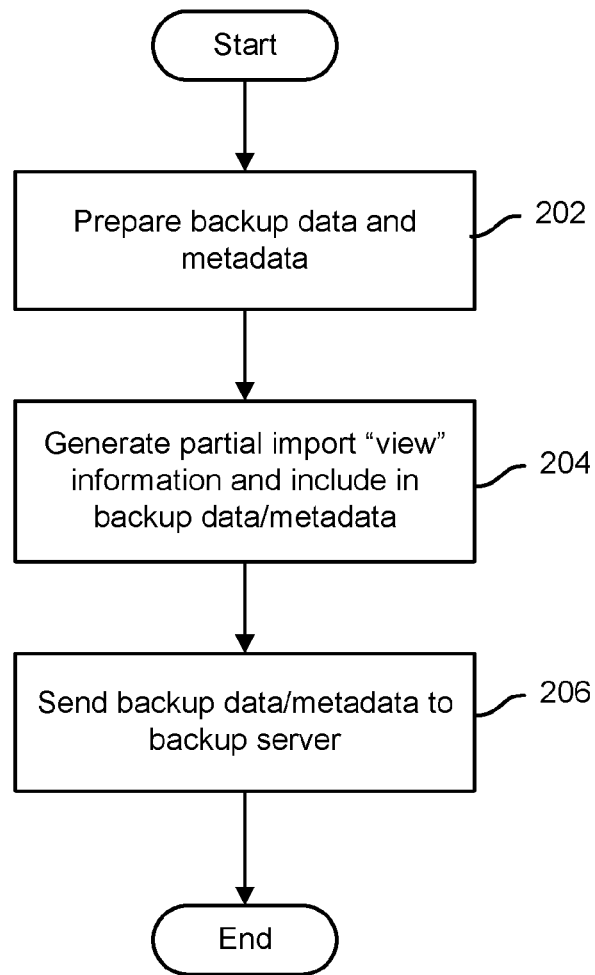 Start
Prepare backup data and
metadata
202
Generate partial import “view”
information and include in
backup data/metadata
204
Send backup data/metadata to
backup server
206
End